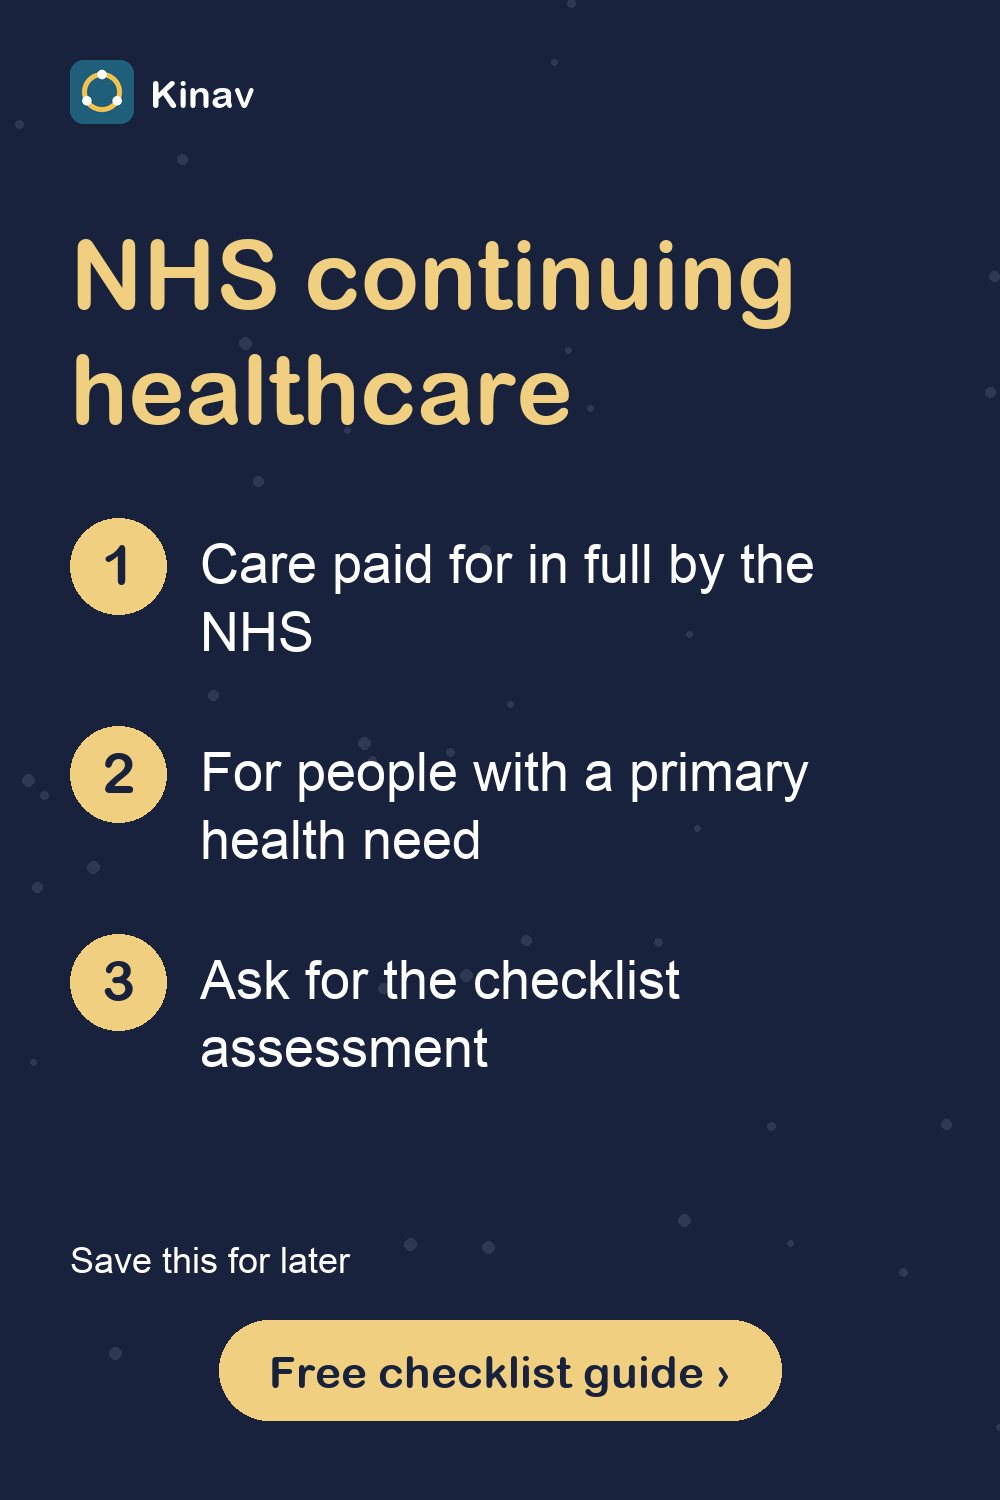 Kinav
NHS continuing
healthcare
1 Care paid for in full by the
NHS
2 For people with a primary
health need
3 Ask for the checklist
assessment
Save this for later
Free checklist guide ›